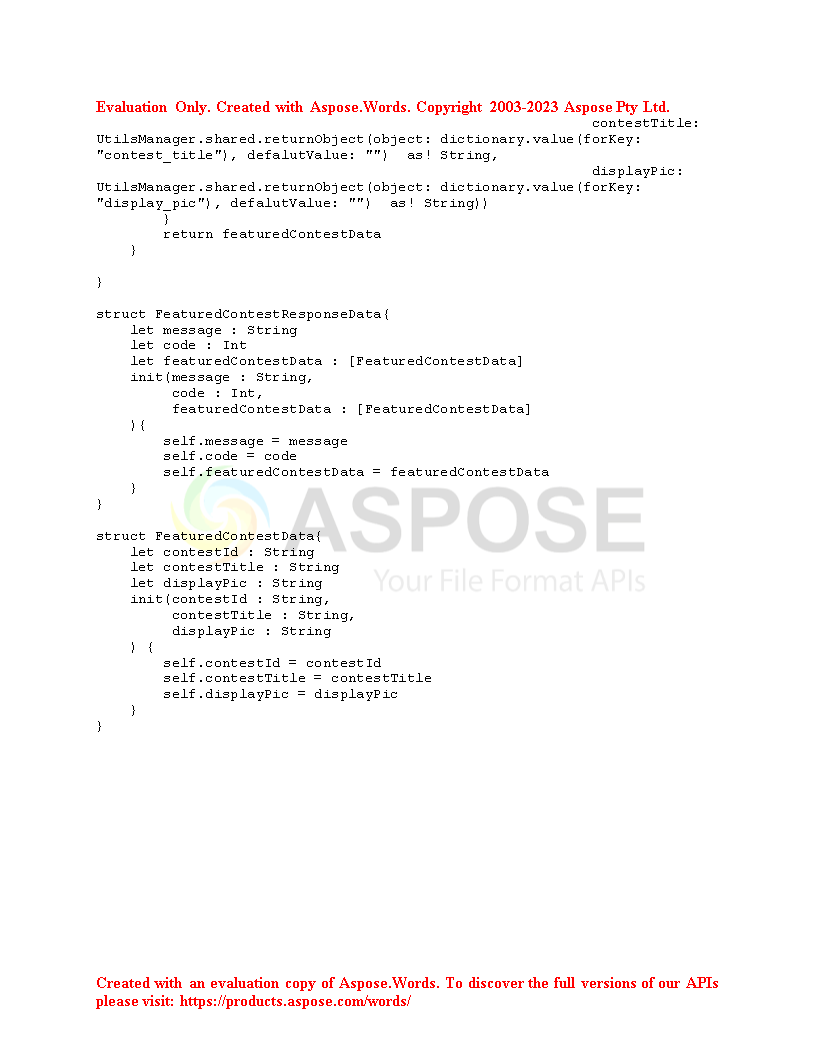 Evaluation Only. Created with Aspose.Words. Copyright 2003-2023 Aspose Pty Ltd.
contestTitle:
UtilsManager.shared.returnObject(object: dictionary.value(forKey:
"contest_title"), defalutValue: "")  as! String,
displayPic:
UtilsManager.shared.returnObject(object: dictionary.value(forKey:
"display_pic"), defalutValue: "")  as! String))
        }
        return featuredContestData
    }

}

struct FeaturedContestResponseData{
    let message : String
    let code : Int
    let featuredContestData : [FeaturedContestData]
    init(message : String,
         code : Int,
         featuredContestData : [FeaturedContestData]
    ){
        self.message = message
        self.code = code
        self.featuredContestData = featuredContestData
    }
}
ASPOSE
Your File Format APIs

struct FeaturedContestData{
    let contestId : String
    let contestTitle : String
    let displayPic : String
    init(contestId : String,
         contestTitle : String,
         displayPic : String
    ) {
        self.contestId = contestId
        self.contestTitle = contestTitle
        self.displayPic = displayPic
    }
}
Created with an evaluation copy of Aspose.Words. To discover the full versions of our APIs
please visit: https://products.aspose.com/words/